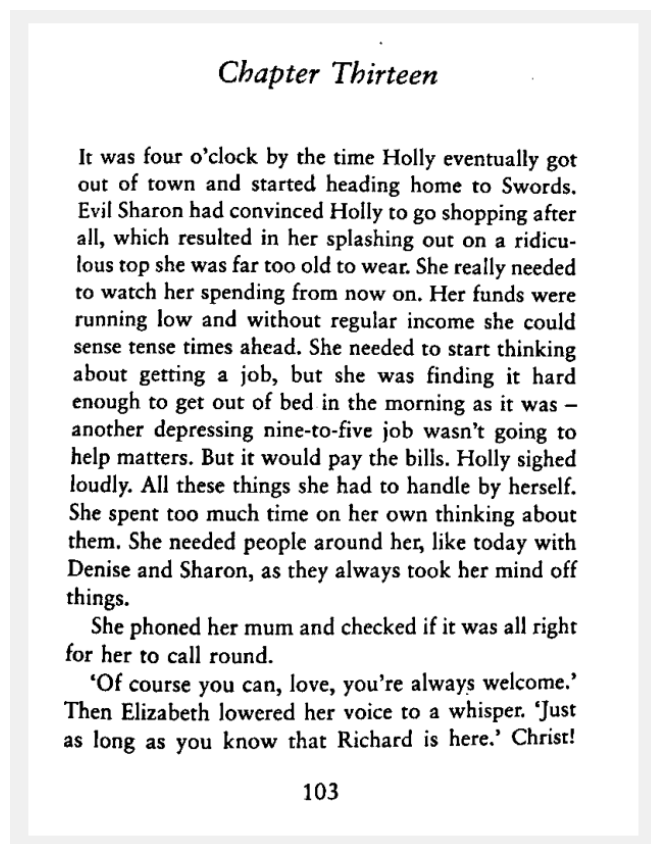 Chapter Thirteen
It was four o'clock by the time Holly eventually got
out of town and started heading home to Swords.
Evil Sharon had convinced Holly to go shopping after
all, which resulted in her splashing out on a ridicu-
lous top she was far too old to wear. She really needed
to watch her spending from now on. Her funds were
running low and without regular income she could
sense tense times ahead. She needed to start thinking
about getting a job, but she was finding it hard
enough to get out of bed in the morning as it was –
another depressing nine-to-five job wasn't going to
help matters. But it would pay the bills. Holly sighed
loudly. All these things she had to handle by herself.
She spent too much time on her own thinking about
them. She needed people around her, like today with
Denise and Sharon, as they always took her mind off
things.
She phoned her mum and checked if it was all right
for her to call round.
‘Of course you can, love, you're always welcome.’
Then Elizabeth lowered her voice to a whisper. ‘Just
as long as you know that Richard is here.’ Christ!
103